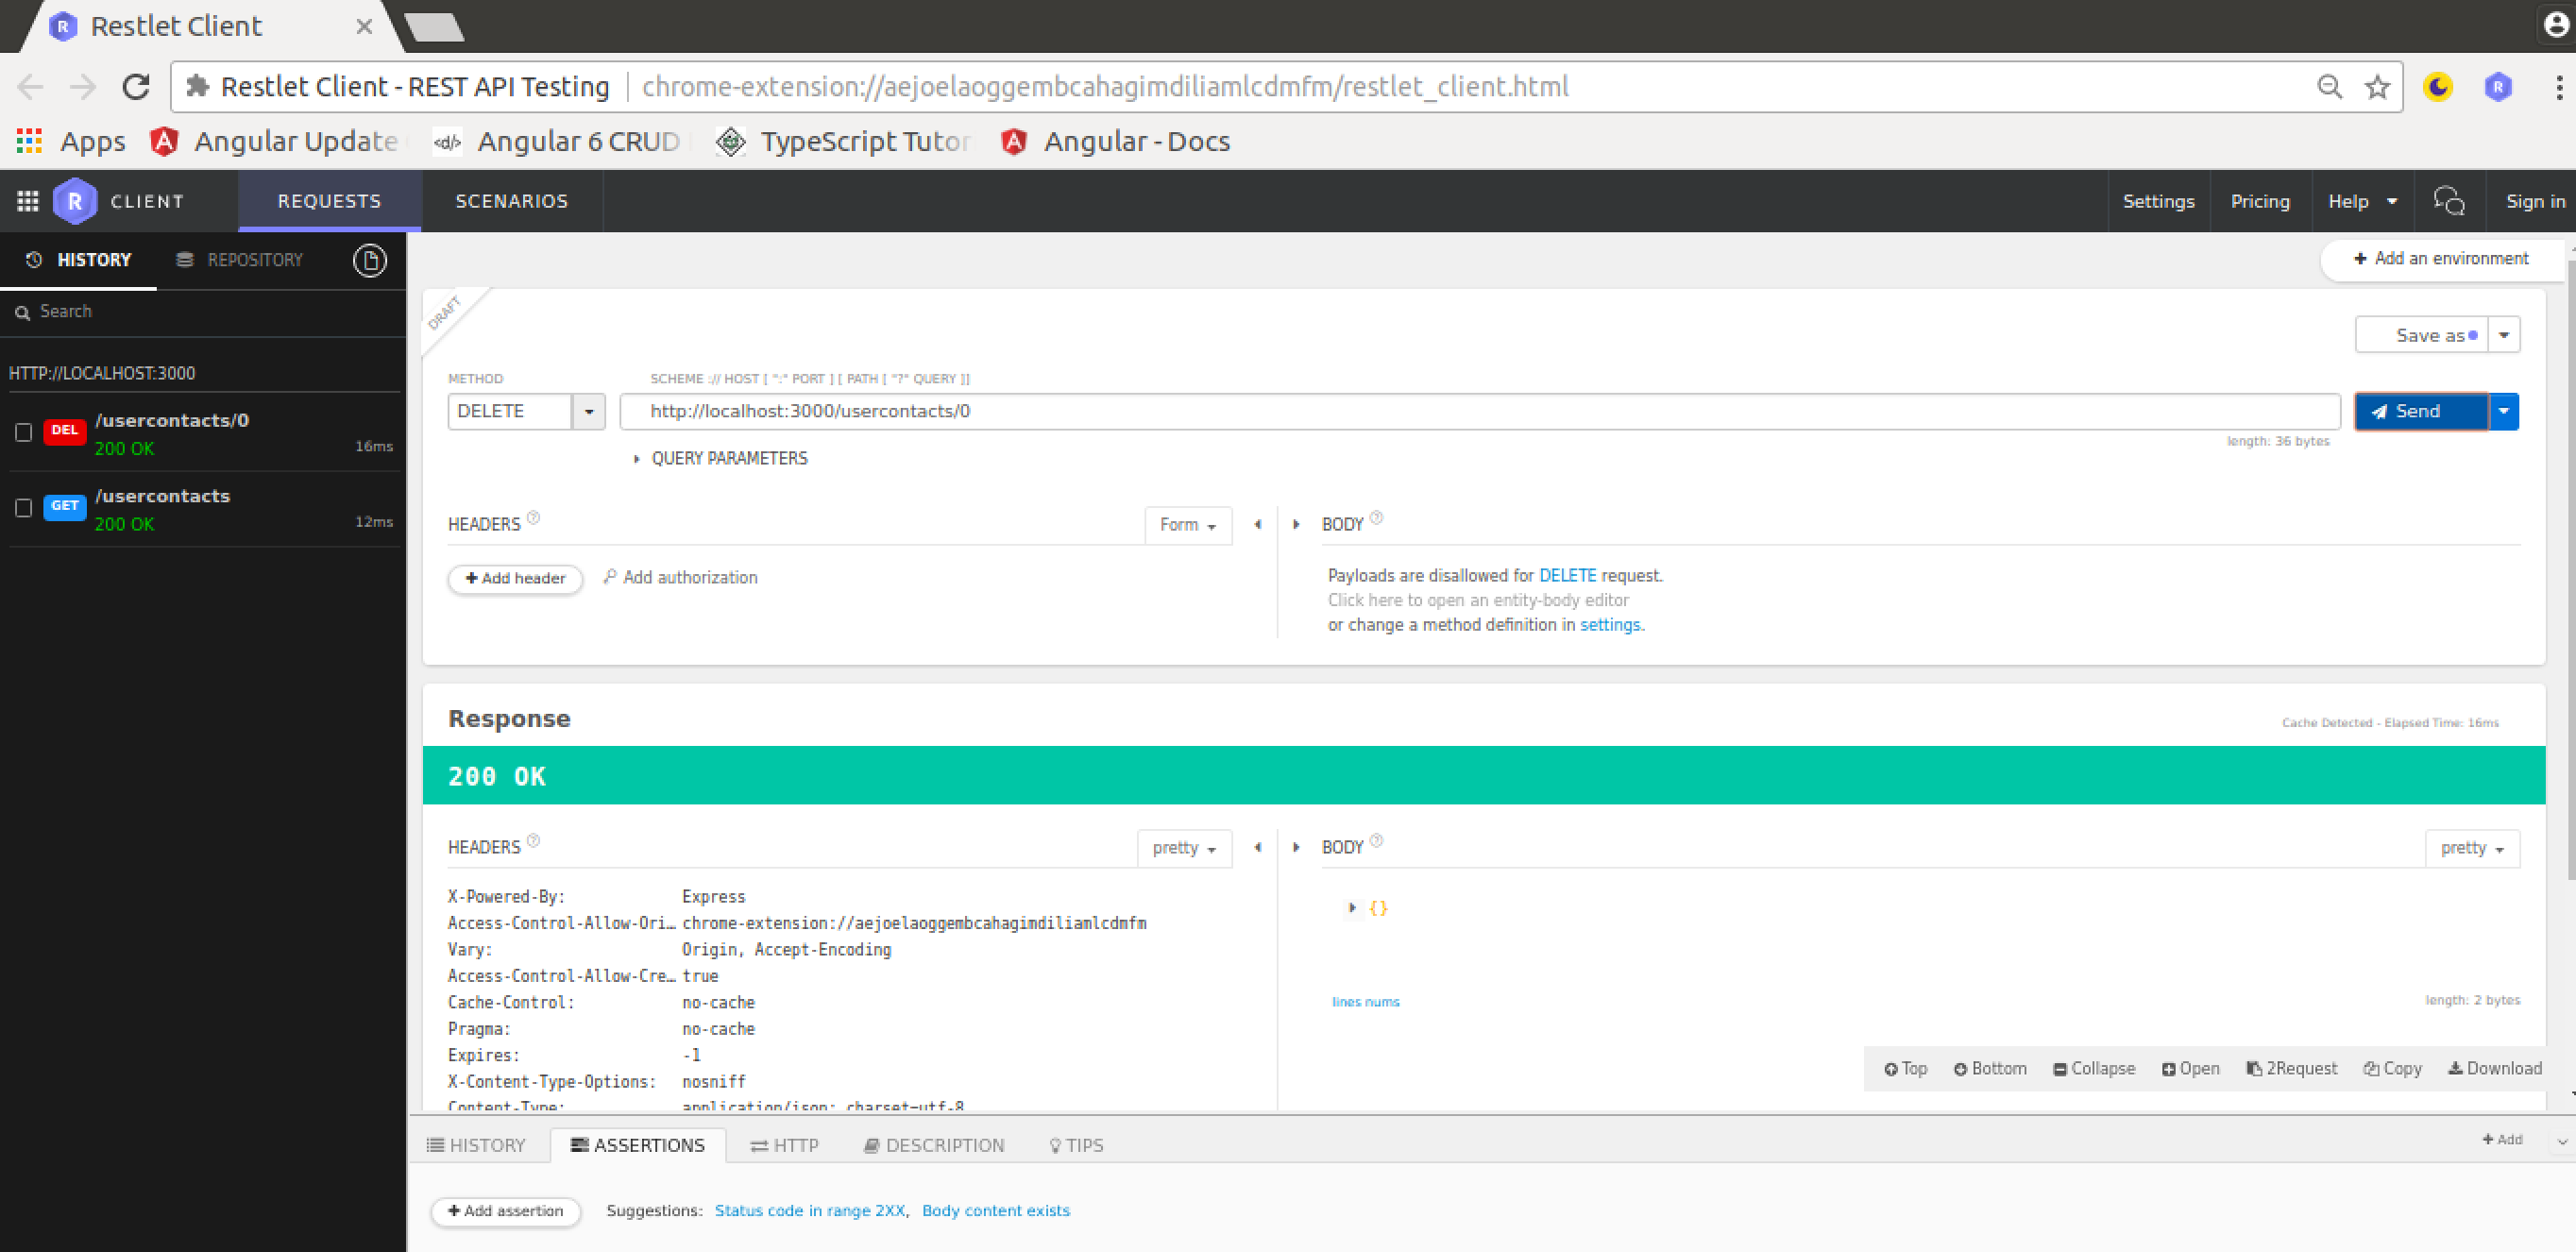 Restlet Client
Restlet Client - REST API Testing chrome-extension://aejoelaoggembcahagimdiliamlcdmfm/restlet_client.html
Apps Angular Update Angular 6 CRUD TypeScript Tutor Angular - Docs
R CLIENT REQUESTS SCENARIOS Settings Pricing Help Sign in
HISTORY REPOSITORY
Add an environment
Search
DRAFT
Save as
HTTP://LOCALHOST:3000
METHOD SCHEME :// HOST [ ":" PORT ] [ PATH [ "?" QUERY ]]
DEL /usercontacts/0
200 OK 16ms
DELETE http://localhost:3000/usercontacts/0 Send
length: 36 bytes
QUERY PARAMETERS
GET /usercontacts
200 OK 12ms
HEADERS Form BODY
Add header Add authorization
Payloads are disallowed for DELETE request.
Click here to open an entity-body editor
or change a method definition in settings.
Response Cache Detected - Elapsed Time: 16ms
200 OK
HEADERS pretty BODY pretty
X-Powered-By: Express
Access-Control-Allow-Ori… chrome-extension://aejoelaoggembcahagimdiliamlcdmfm
Vary: Origin, Accept-Encoding
Access-Control-Allow-Cre… true
Cache-Control: no-cache
Pragma: no-cache
Expires: -1
X-Content-Type-Options: nosniff
Content-Type: application/json; charset=utf-8
{}
lines nums length: 2 bytes
Top Bottom Collapse Open 2Request Copy Download
HISTORY ASSERTIONS HTTP DESCRIPTION TIPS Add
Add assertion Suggestions: Status code in range 2XX, Body content exists